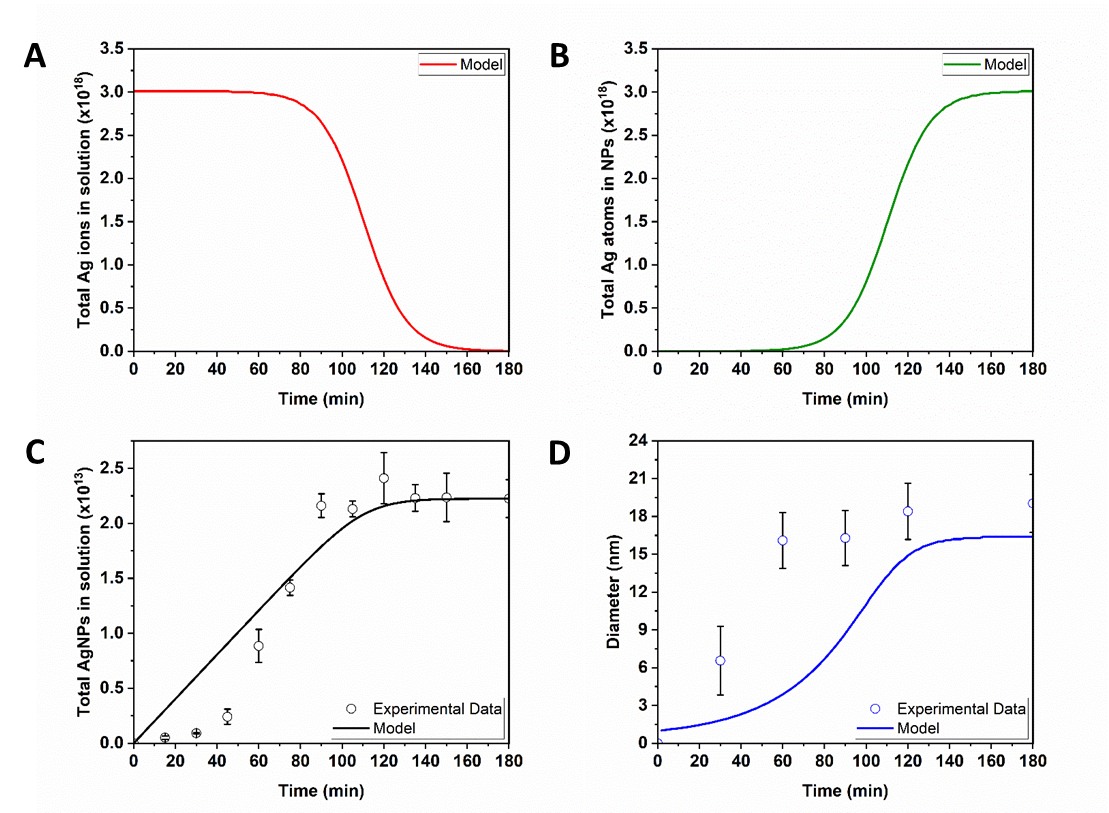 A
Total Ag ions in solution (x10¹⁸)
3.5
3.0
2.5
2.0
1.5
1.0
0.5
0.0
Model
0 20 40 60 80 100 120 140 160 180
Time (min)
B
Total Ag atoms in NPs (x10¹⁸)
3.5
3.0
2.5
2.0
1.5
1.0
0.5
0.0
Model
0 20 40 60 80 100 120 140 160 180
Time (min)
C
Total AgNPs in solution (x10¹³)
2.5
2.0
1.5
1.0
0.5
0.0
Experimental Data
Model
0 20 40 60 80 100 120 140 160 180
Time (min)
D
Diameter (nm)
24
21
18
15
12
9
6
3
0
Experimental Data
Model
0 20 40 60 80 100 120 140 160 180
Time (min)